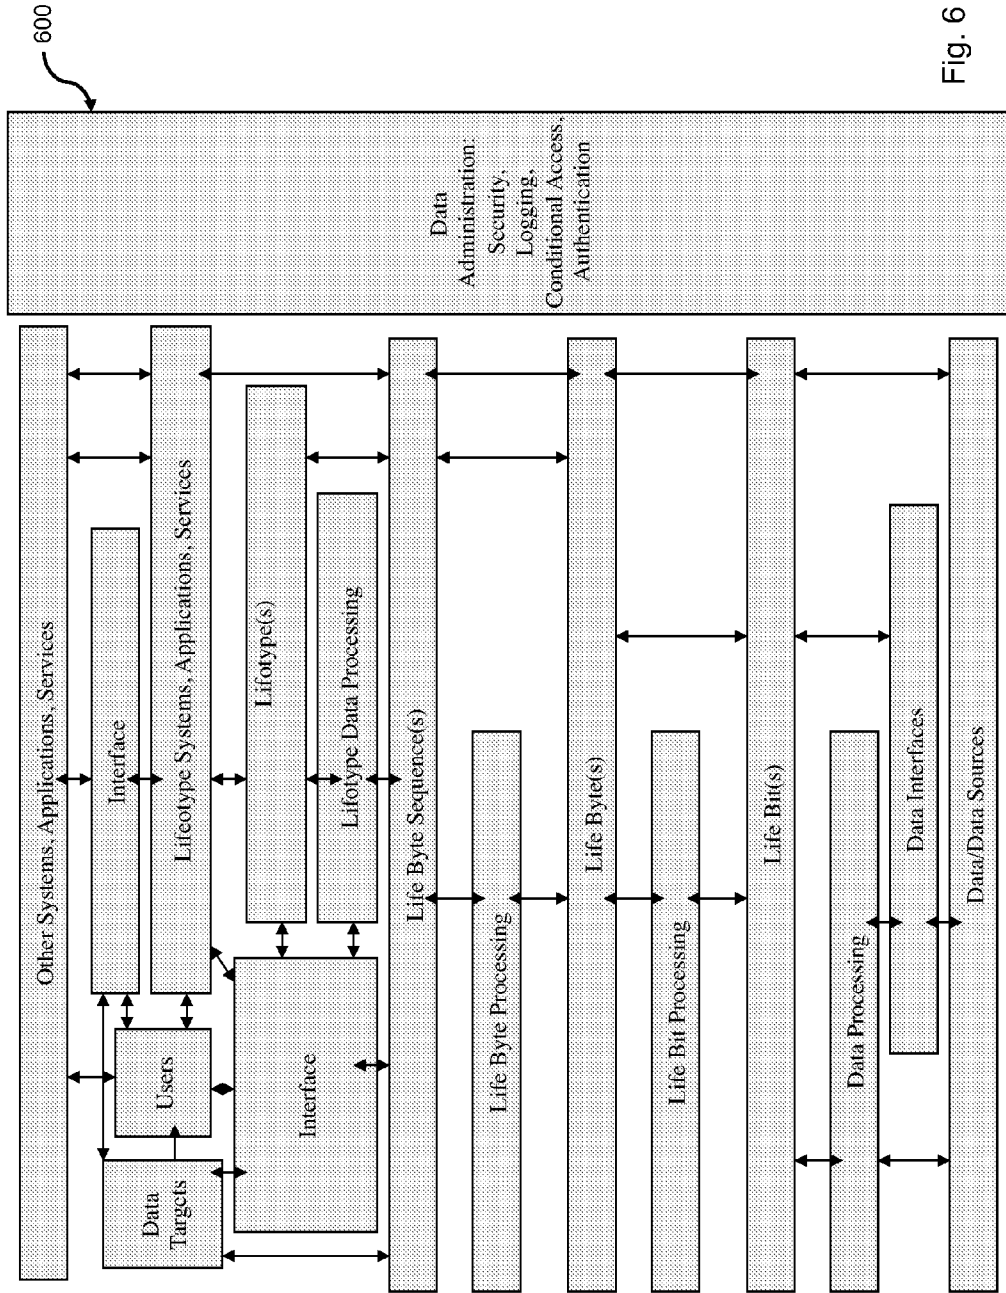 Other Systems, Applications, Services
Interface
Data
Targets
Users
Lifeotype Systems, Applications, Services
Interface
Lifotype(s)
Lifotype Data Processing
Life Byte Sequence(s)
Life Byte Processing
Life Byte(s)
Life Bit Processing
Life Bit(s)
Data Processing
Data Interfaces
Data/Data Sources
600
Data
Administration:
Security,
Logging,
Conditional Access,
Authentication
Fig. 6